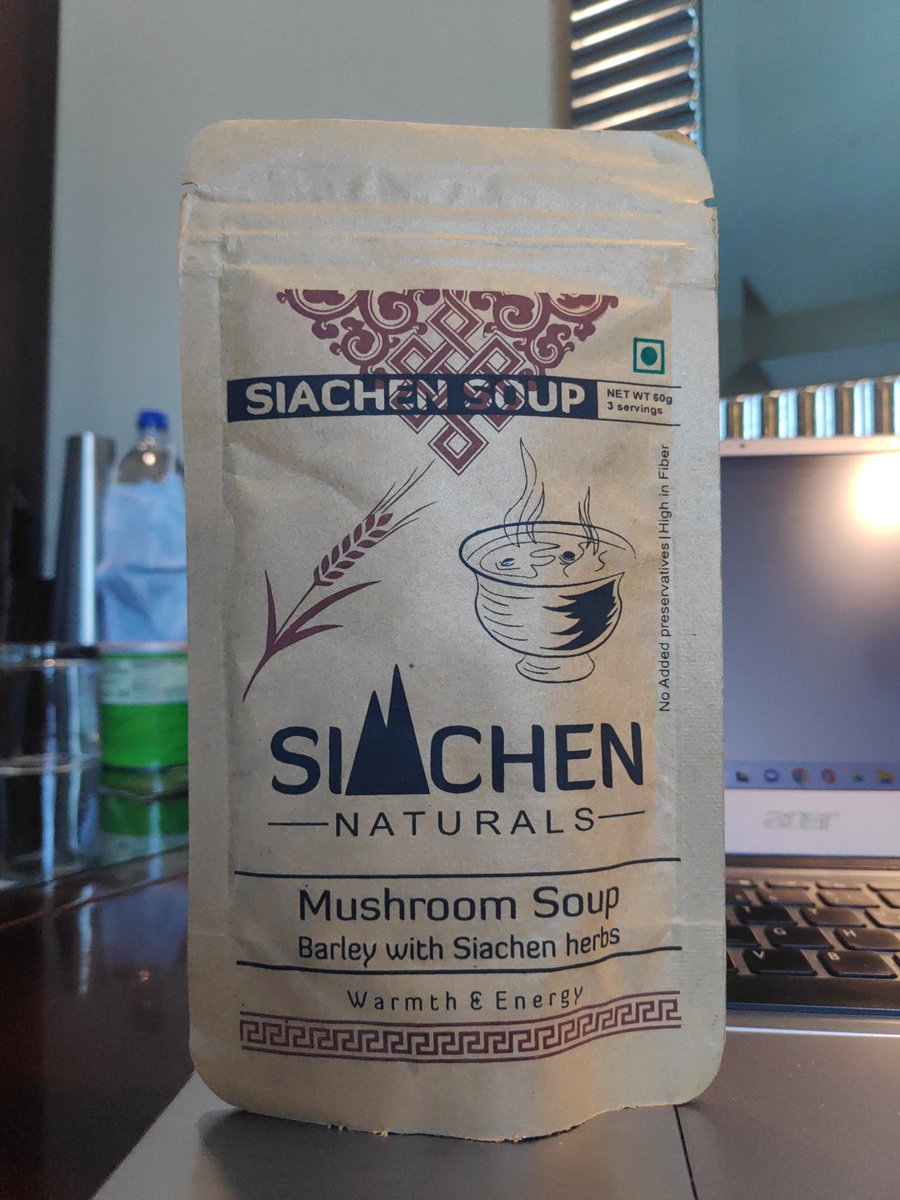 SIACHEN SOUP
NET WT 60g
3 servings
No Added preservatives | High in Fiber
SIACHEN
NATURALS
Mushroom Soup
Barley with Siachen herbs
Warmth & Energy
acer
V
B